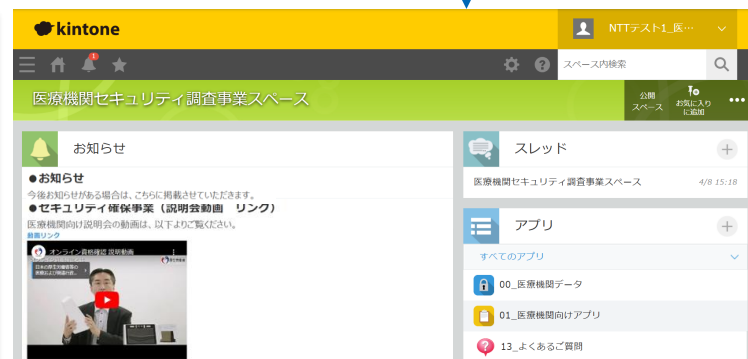 kintone
NTTテスト1_医…
1
スペース内検索
医療機関セキュリティ調査事業スペース
公開
スペース
お気に入り
に追加
お知らせ
●お知らせ
今後お知らせがある場合は、こちらに掲載させていただきます。
●セキュリティ確保事業（説明会動画　リンク）
医療機関向け説明会の動画は、以下よりご覧ください。
動画リンク
オンライン資格確認 説明動画
スレッド
医療機関セキュリティ調査事業スペース
4/8 15:18
アプリ
すべてのアプリ
00_医療機関データ
01_医療機関向けアプリ
13_よくあるご質問